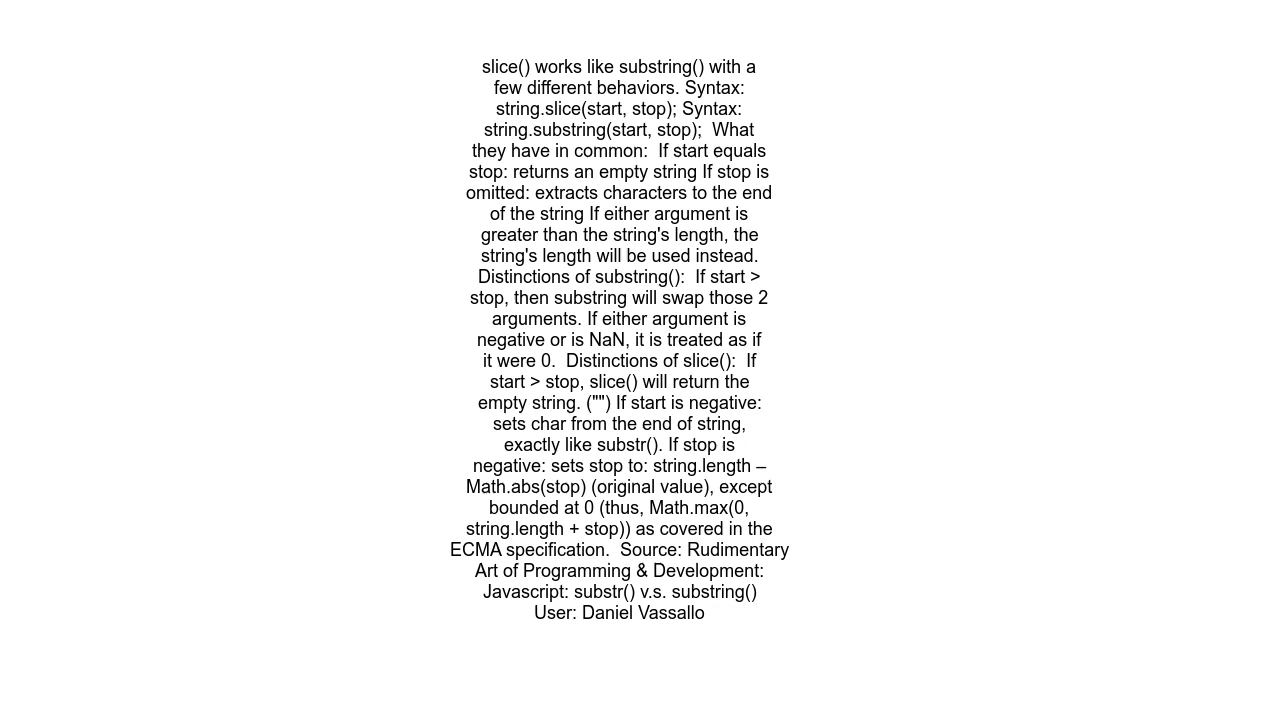 slice() works like substring() with a
few different behaviors. Syntax:
string.slice(start, stop); Syntax:
string.substring(start, stop);  What
they have in common:  If start equals
stop: returns an empty string If stop is
omitted: extracts characters to the end
of the string If either argument is
greater than the string's length, the
string's length will be used instead.
Distinctions of substring():  If start >
stop, then substring will swap those 2
arguments. If either argument is
negative or is NaN, it is treated as if
it were 0.  Distinctions of slice():  If
start > stop, slice() will return the
empty string. ("") If start is negative:
sets char from the end of string,
exactly like substr(). If stop is
negative: sets stop to: string.length –
Math.abs(stop) (original value), except
bounded at 0 (thus, Math.max(0,
string.length + stop)) as covered in the
ECMA specification.  Source: Rudimentary
Art of Programming & Development:
Javascript: substr() v.s. substring()
User: Daniel Vassallo